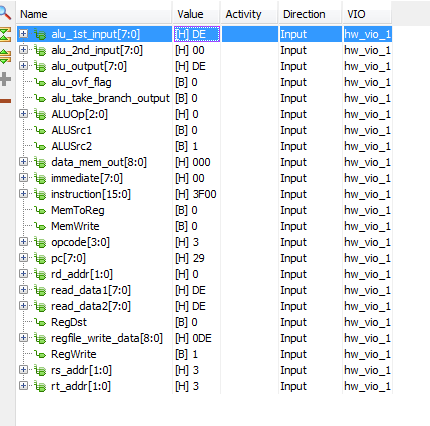 Name Value Activity Direction VIO
alu_1st_input[7:0] [H] DE Input hw_vio_1
alu_2nd_input[7:0] [H] 00 Input hw_vio_1
alu_output[7:0] [H] DE Input hw_vio_1
alu_ovf_flag [B] 0 Input hw_vio_1
alu_take_branch_output [B] 0 Input hw_vio_1
ALUOp[2:0] [H] 0 Input hw_vio_1
ALUSrc1 [B] 0 Input hw_vio_1
ALUSrc2 [B] 1 Input hw_vio_1
data_mem_out[8:0] [H] 000 Input hw_vio_1
immediate[7:0] [H] 00 Input hw_vio_1
instruction[15:0] [H] 3F00 Input hw_vio_1
MemToReg [B] 0 Input hw_vio_1
MemWrite [B] 0 Input hw_vio_1
opcode[3:0] [H] 3 Input hw_vio_1
pc[7:0] [H] 29 Input hw_vio_1
rd_addr[1:0] [H] 0 Input hw_vio_1
read_data1[7:0] [H] DE Input hw_vio_1
read_data2[7:0] [H] DE Input hw_vio_1
RegDst [B] 0 Input hw_vio_1
regfile_write_data[8:0] [H] 0DE Input hw_vio_1
RegWrite [B] 1 Input hw_vio_1
rs_addr[1:0] [H] 3 Input hw_vio_1
rt_addr[1:0] [H] 3 Input hw_vio_1